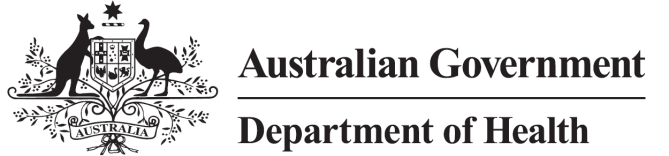 Australian Government
Department of Health
AUSTRALIA